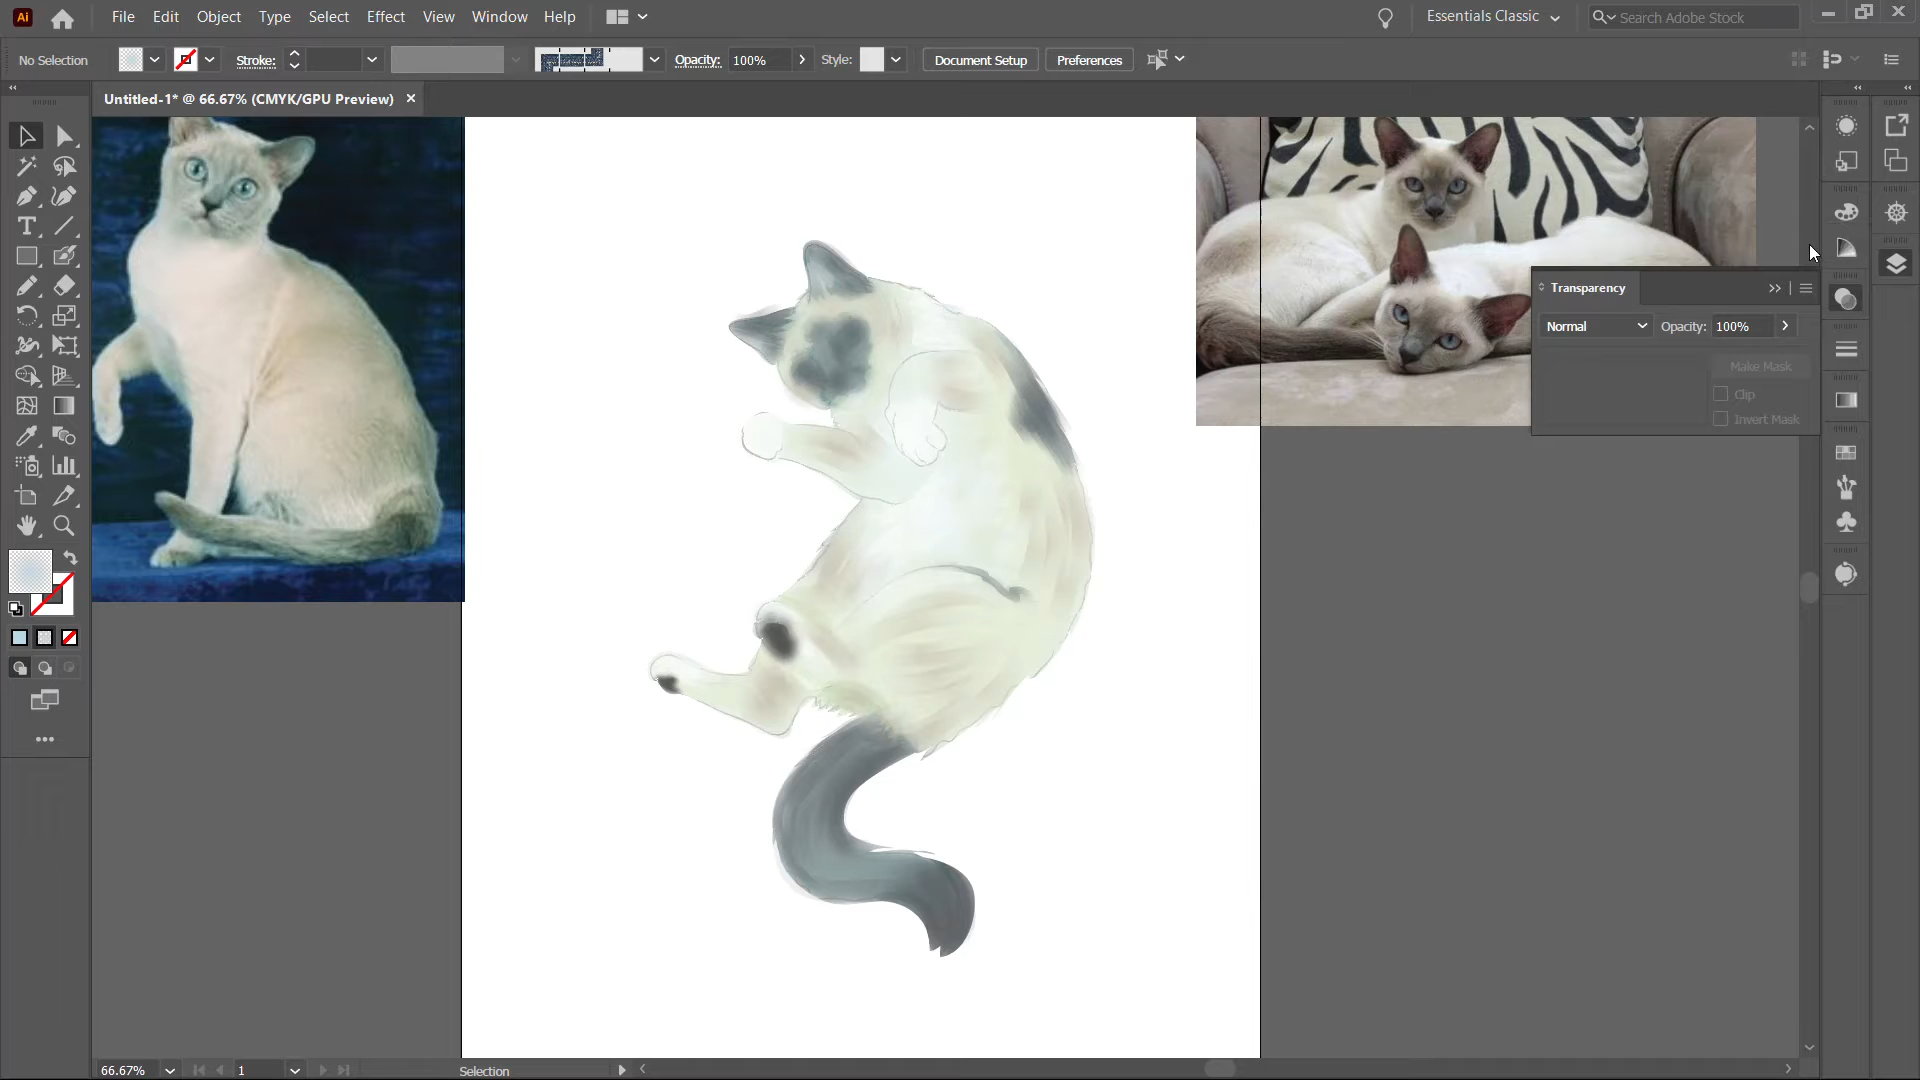 Ai File Edit Object Type Select Effect View Window Help Essentials Classic Search Adobe Stock
No Selection Stroke: Opacity: 100% Style: Document Setup Preferences
Untitled-1* @ 66.67% (CMYK/GPU Preview)
Transparency
Normal Opacity: 100%
Make Mask
Clip
Invert Mask
66.67% 1 Selection